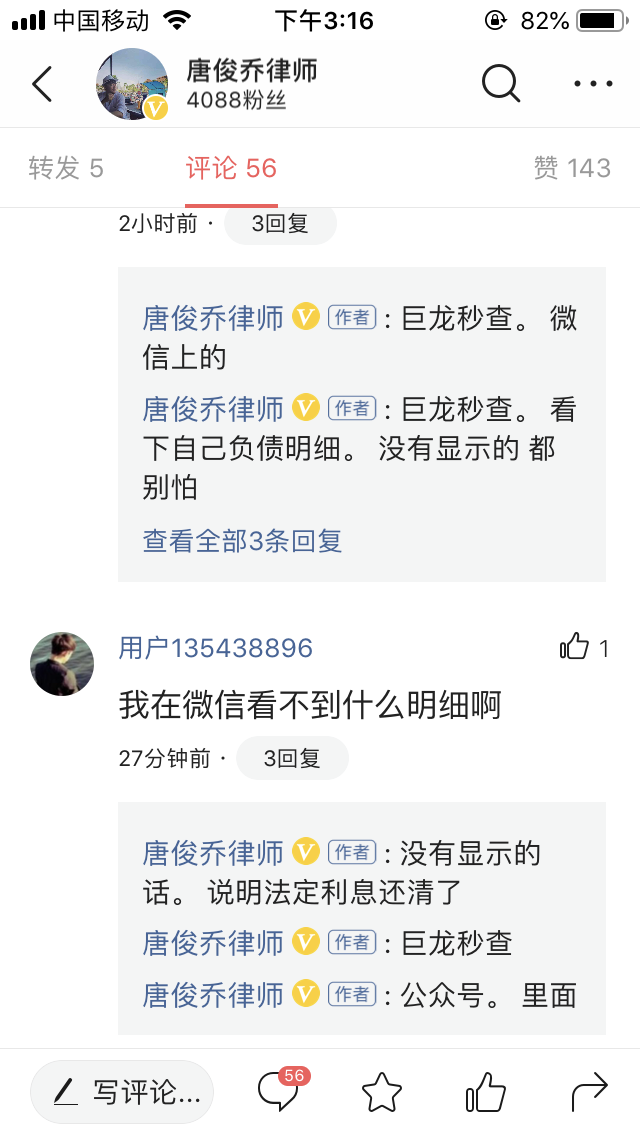 中国移动 下午3:16 82%
唐俊乔律师
4088粉丝
转发 5 评论 56 赞 143
2小时前 · 3回复
唐俊乔律师 V 作者 : 巨龙秒查。 微
信上的
唐俊乔律师 V 作者 : 巨龙秒查。 看
下自己负债明细。 没有显示的 都
别怕
查看全部3条回复
用户135438896 1
我在微信看不到什么明细啊
27分钟前 · 3回复
唐俊乔律师 V 作者 : 没有显示的
话。 说明法定利息还清了
唐俊乔律师 V 作者 : 巨龙秒查
唐俊乔律师 V 作者 : 公众号。 里面
写评论... 56